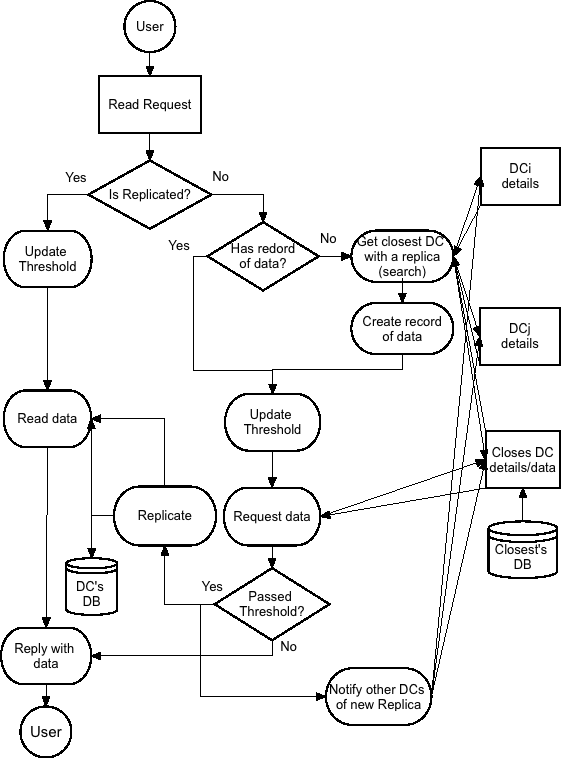 User
Read Request
Is Replicated?
Yes
No
DCi
details
Update
Threshold
Yes
Has redord
of data?
No
Get closest DC
with a replica
(search)
Create record
of data
DCj
details
Read data
Update
Threshold
Closes DC
details/data
Replicate
Request data
Closest's
DB
DC's
DB
Yes
Passed
Threshold?
No
Reply with
data
Notify other DCs
of new Replica
User